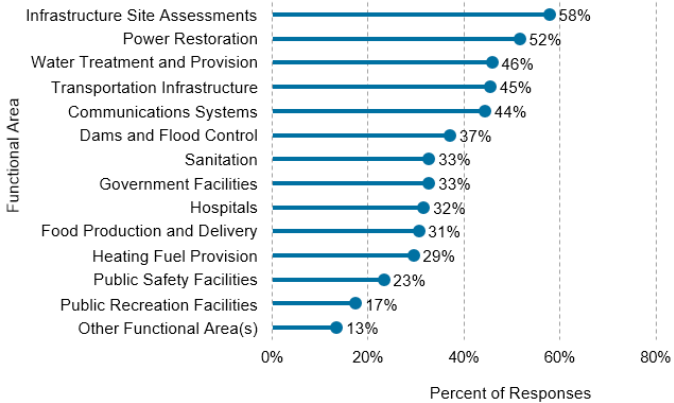 Infrastructure Site Assessments 58%
Power Restoration 52%
Water Treatment and Provision 46%
Transportation Infrastructure 45%
Communications Systems 44%
Dams and Flood Control 37%
Sanitation 33%
Government Facilities 33%
Hospitals 32%
Food Production and Delivery 31%
Heating Fuel Provision 29%
Public Safety Facilities 23%
Public Recreation Facilities 17%
Other Functional Area(s) 13%
Functional Area
0% 20% 40% 60% 80%
Percent of Responses